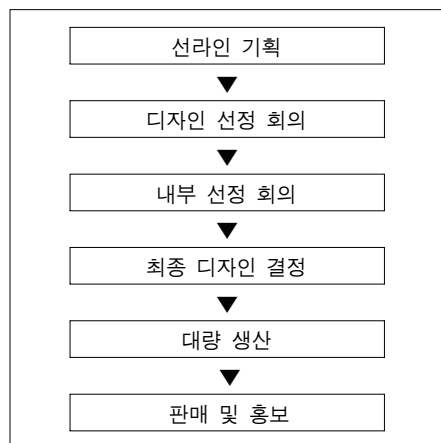 선라인 기획
디자인 선정 회의
내부 선정 회의
최종 디자인 결정
대량 생산
판매 및 홍보